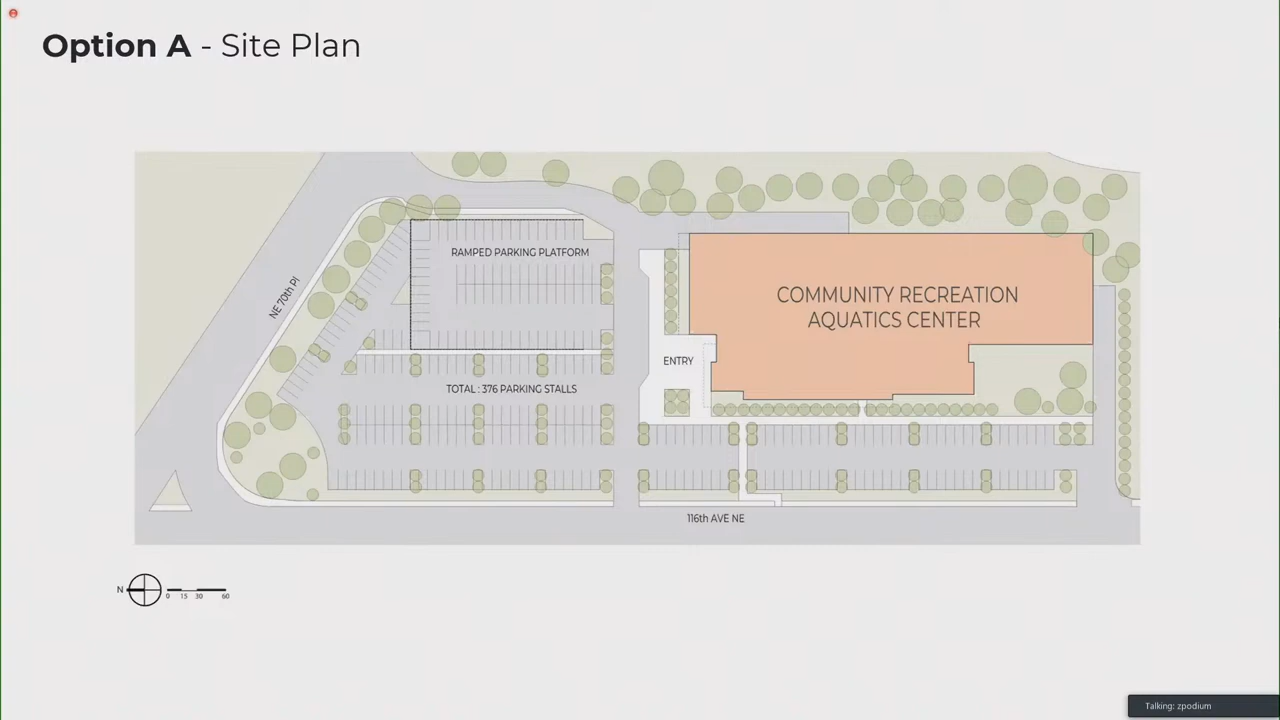 Option A - Site Plan
RAMPED PARKING PLATFORM
NE 70th Pl
COMMUNITY RECREATION
AQUATICS CENTER
ENTRY
TOTAL : 376 PARKING STALLS
116th AVE NE
N
0 15 30 60
Talking: zpodium